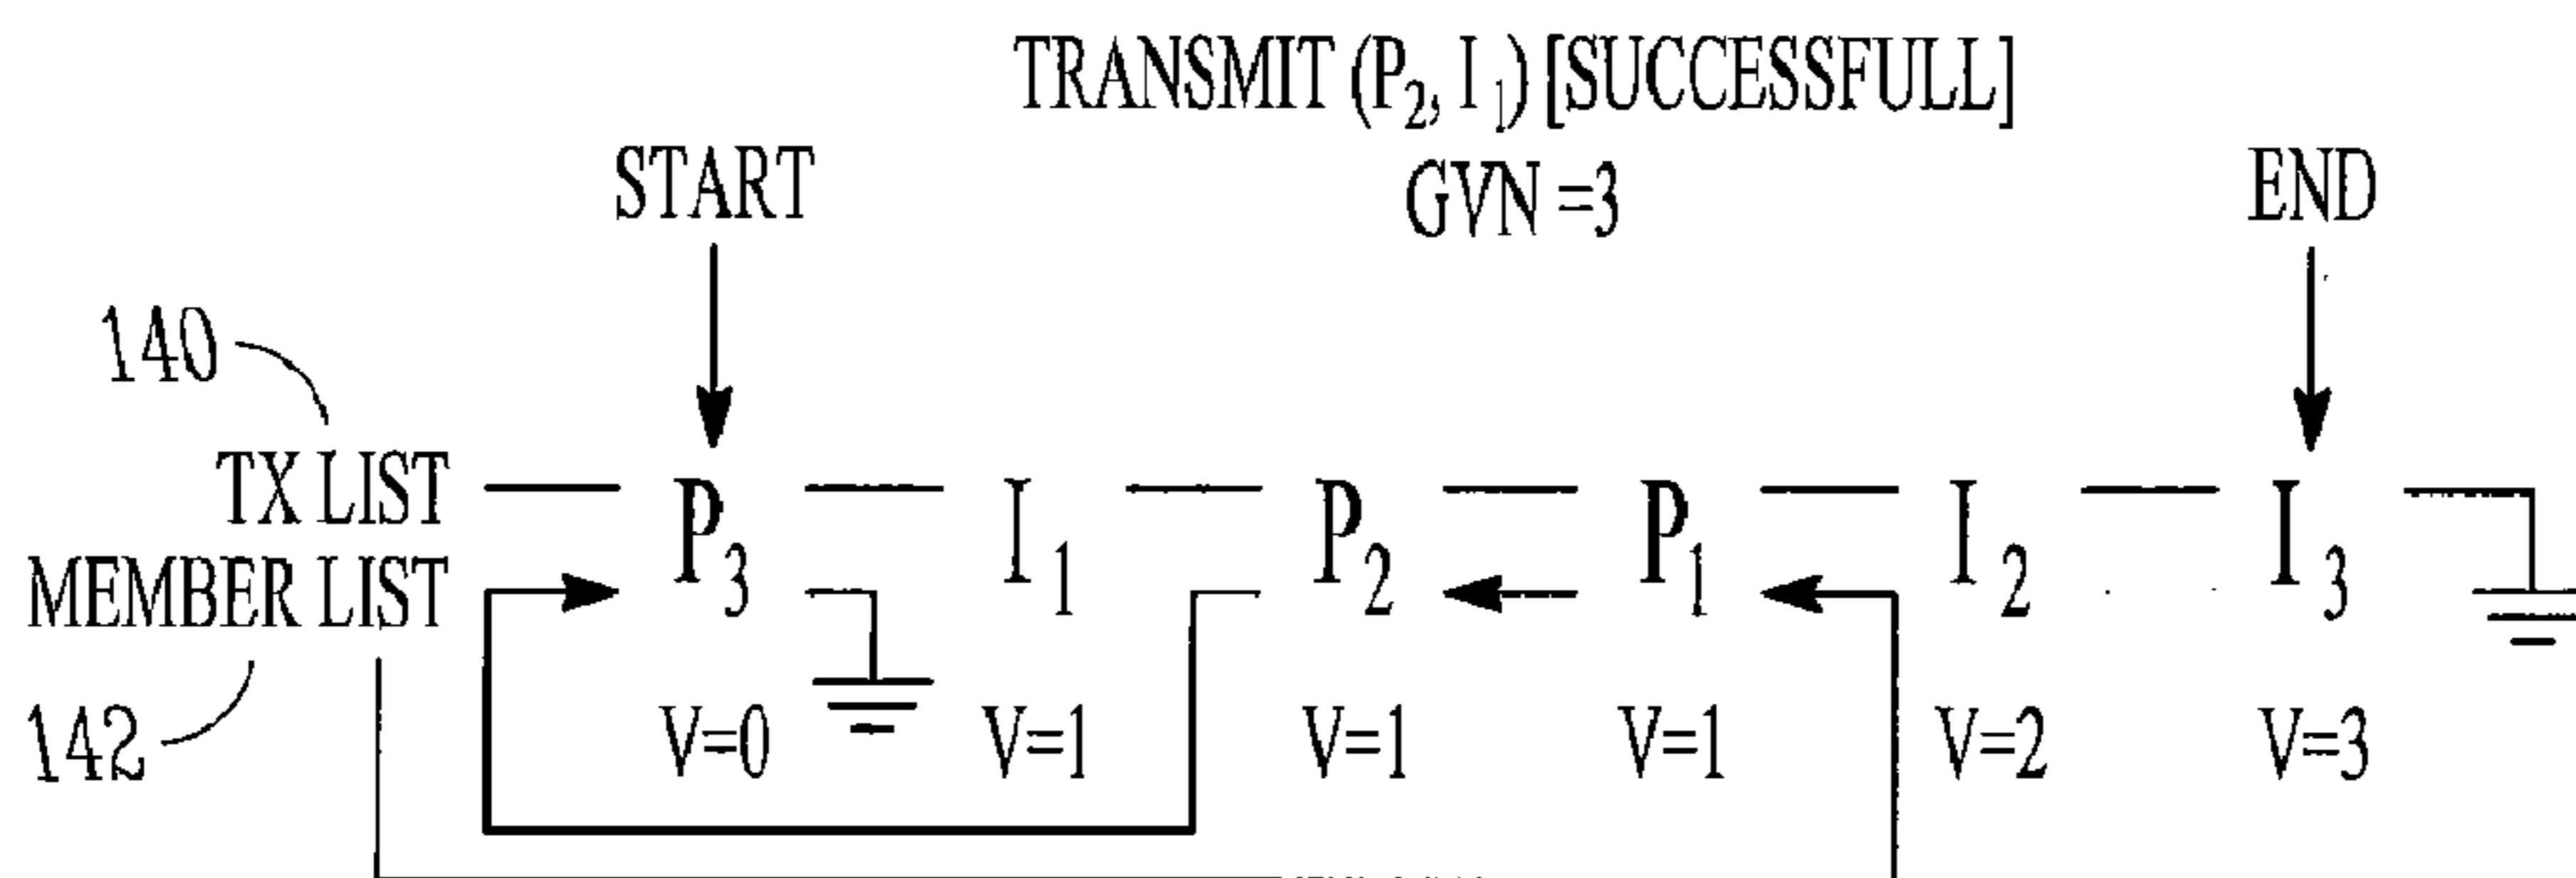 TRANSMIT (P2, I1) [SUCCESSFULL]
GVN =3
START
END
140
TX LIST
MEMBER LIST
142
P3 I1 P2 P1 I2 I3
V=0 V=1 V=1 V=1 V=2 V=3